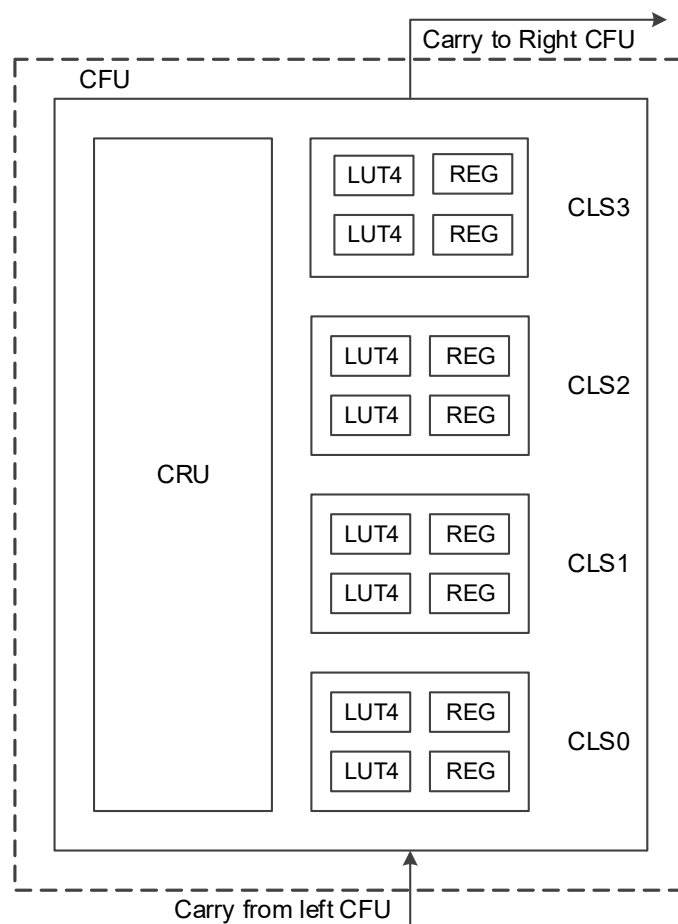 Carry to Right CFU
CFU
LUT4 REG
LUT4 REG
CLS3
LUT4 REG
LUT4 REG
CLS2
CRU
LUT4 REG
LUT4 REG
CLS1
LUT4 REG
LUT4 REG
CLS0
Carry from left CFU